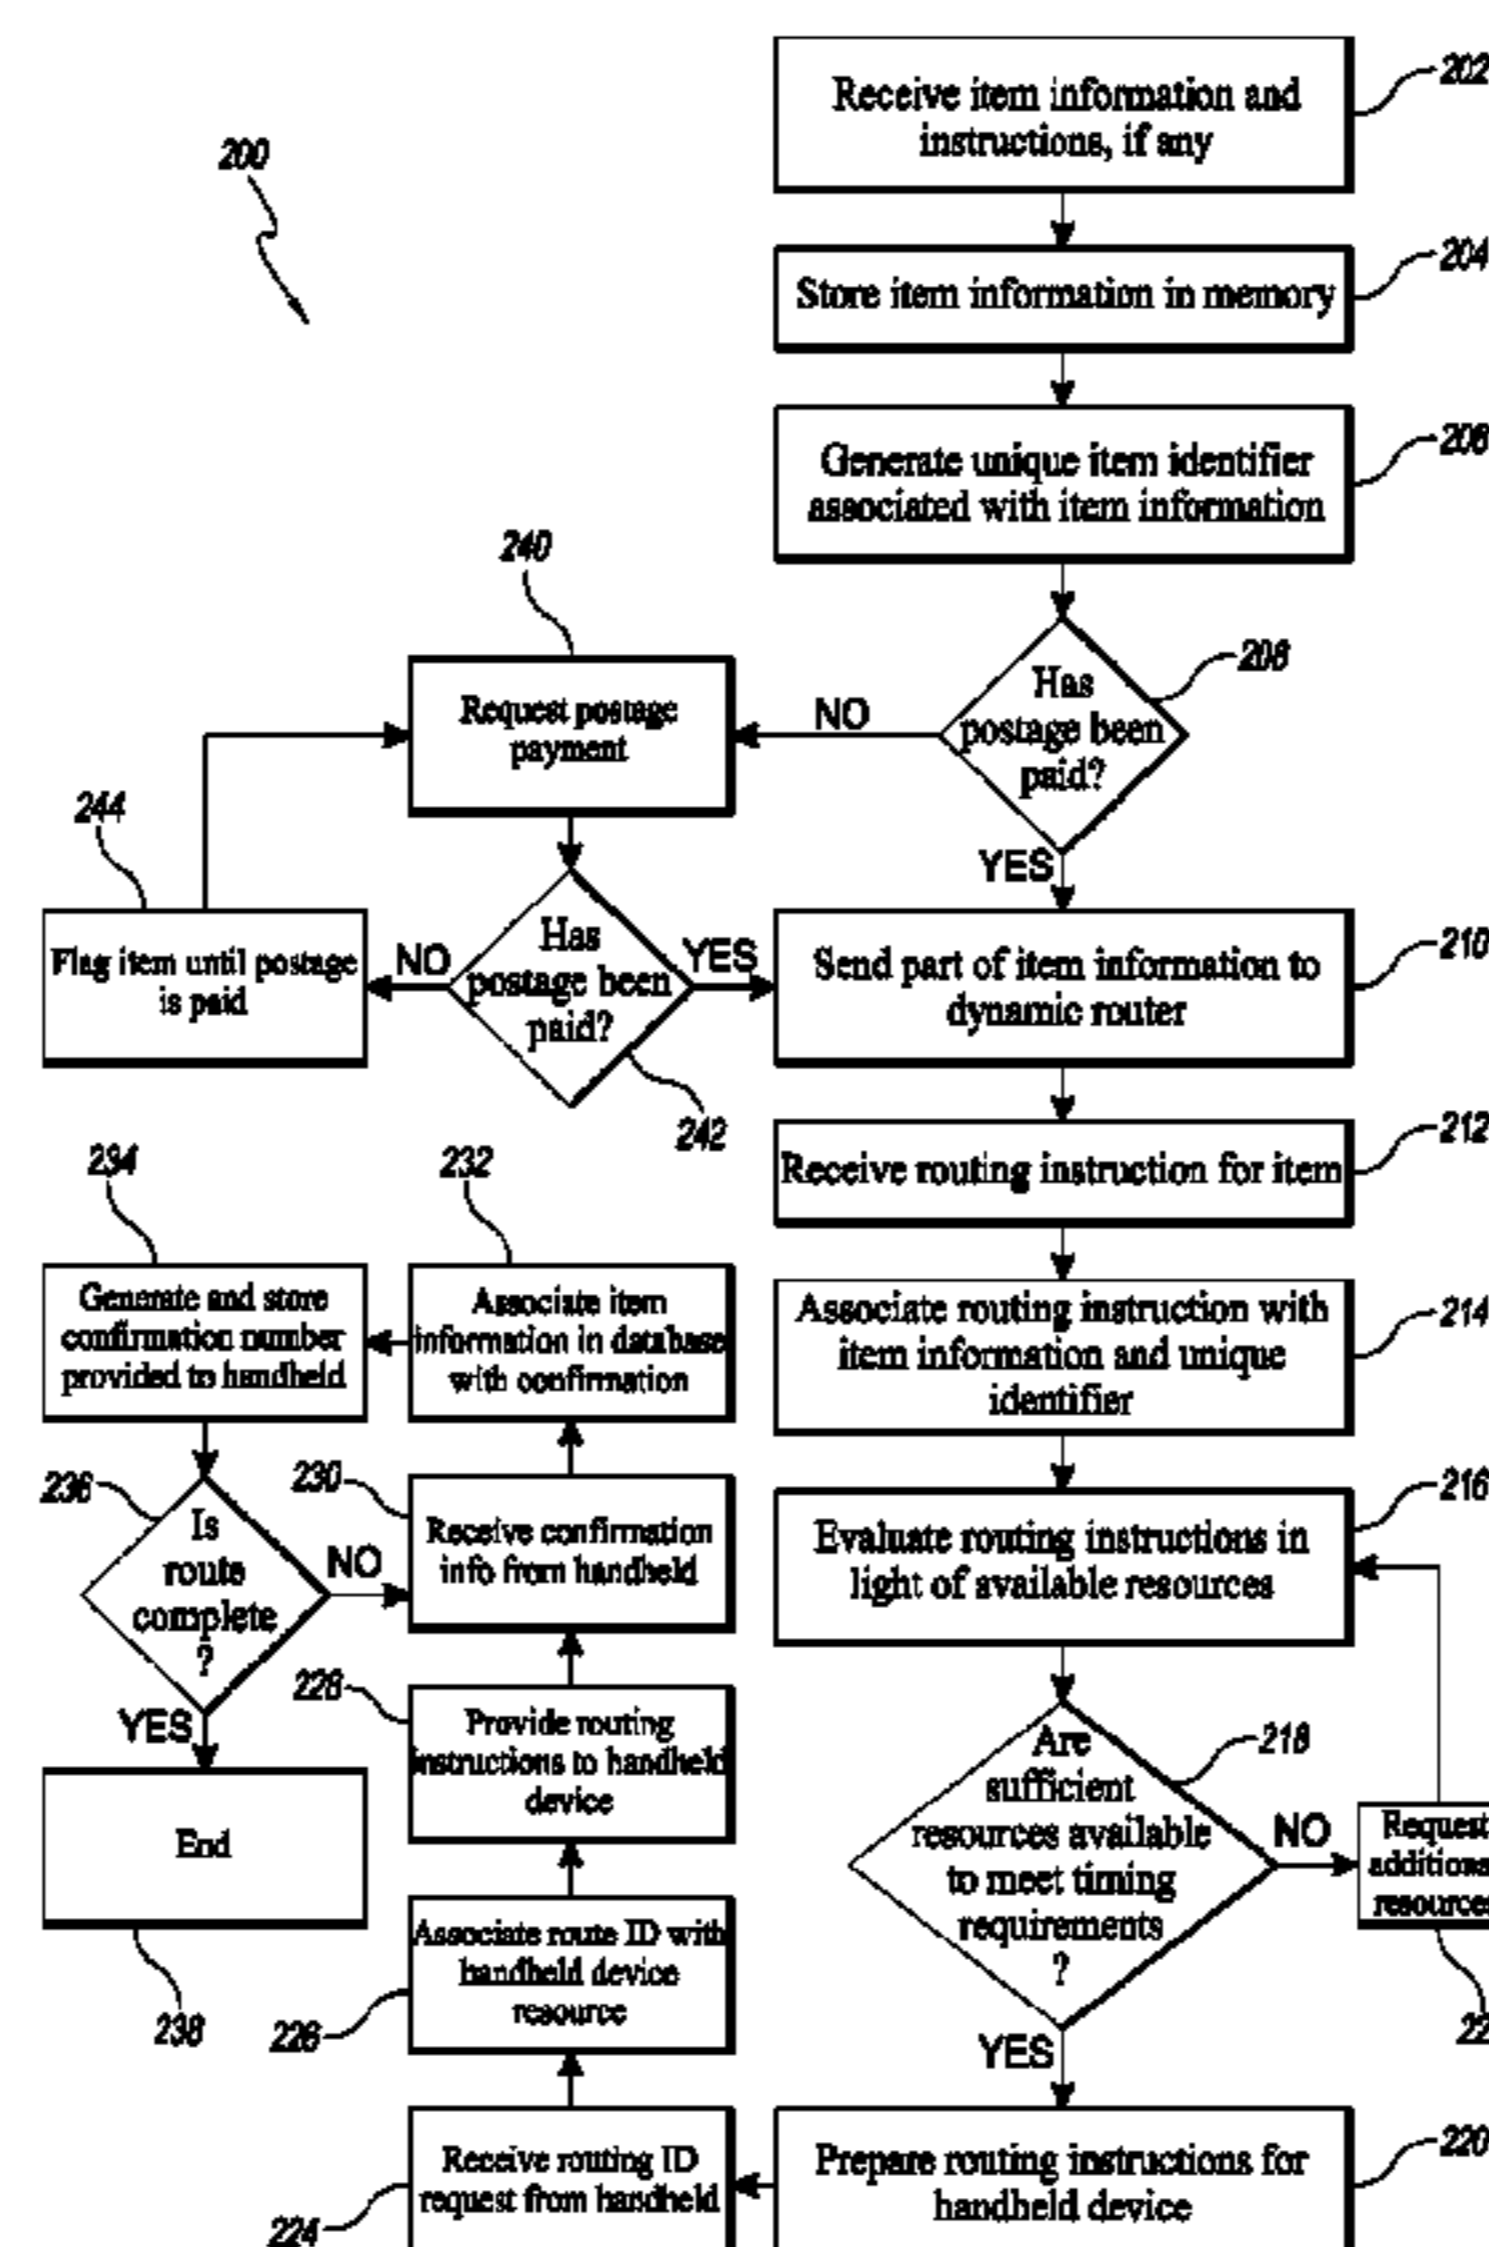 202
Receive item information and
instructions, if any
200
204
Store item information in memory
206
Generate unique item identifier
associated with item information
240
208
Has
postage been
paid?
NO
Request postage
payment
YES
244
Flag item until postage
is paid
NO
Has
postage been
paid?
YES
242
210
Send part of item information to
dynamic router
212
Receive routing instruction for item
234
232
Generate and store
confirmation number
provided to handheld
Associate item
information in database
with confirmation
214
Associate routing instruction with
item information and unique
identifier
236
Is
route
complete
?
NO
YES
230
Receive confirmation
info from handheld
216
Evaluate routing instructions in
light of available resources
228
Provide routing
instructions to handheld
device
218
Are
sufficient
resources available
to meet timing
requirements
?
NO
Request
additional
resources
22
YES
End
238
Associate route ID with
handheld device
resource
226
Receive routing ID
request from handheld
224
220
Prepare routing instructions for
handheld device